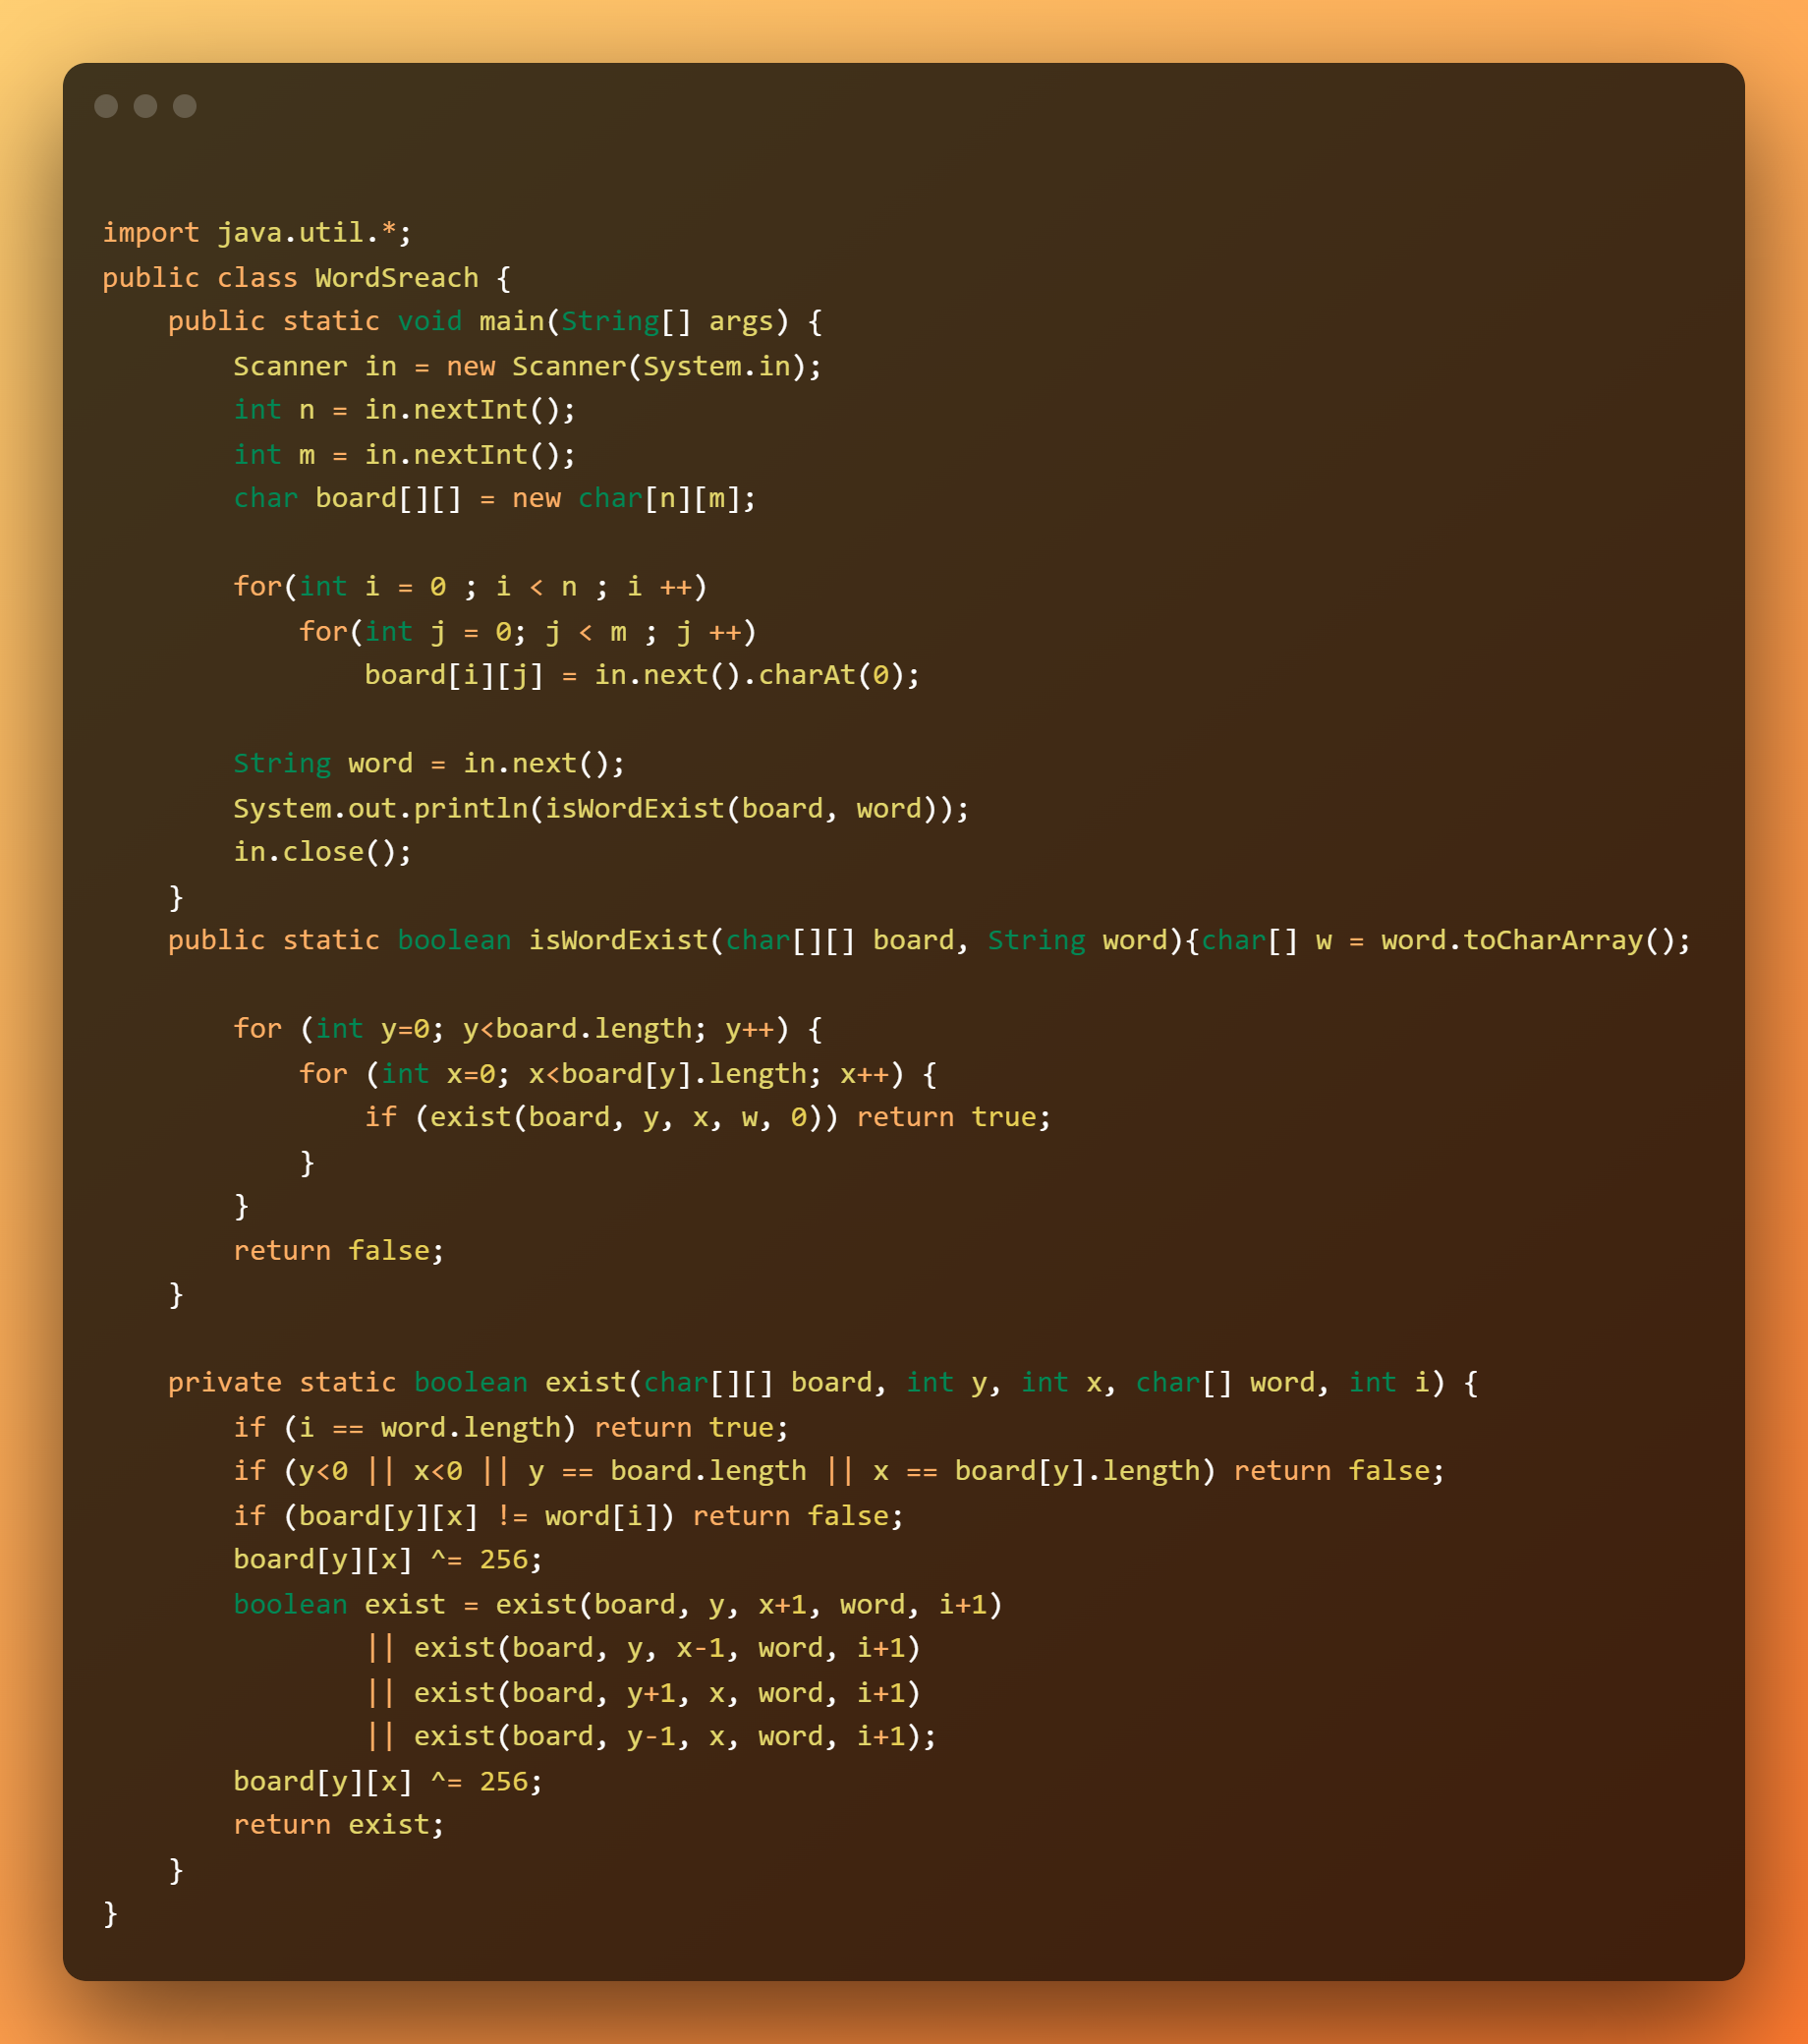 import java.util.*;
public class WordSreach {
    public static void main(String[] args) {
        Scanner in = new Scanner(System.in);
        int n = in.nextInt();
        int m = in.nextInt();
        char board[][] = new char[n][m];

        for(int i = 0 ; i < n ; i ++)
            for(int j = 0; j < m ; j ++)
                board[i][j] = in.next().charAt(0);

        String word = in.next();
        System.out.println(isWordExist(board, word));
        in.close();
    }
    public static boolean isWordExist(char[][] board, String word){char[] w = word.toCharArray();

        for (int y=0; y<board.length; y++) {
            for (int x=0; x<board[y].length; x++) {
                if (exist(board, y, x, w, 0)) return true;
            }
        }
        return false;
    }

    private static boolean exist(char[][] board, int y, int x, char[] word, int i) {
        if (i == word.length) return true;
        if (y<0 || x<0 || y == board.length || x == board[y].length) return false;
        if (board[y][x] != word[i]) return false;
        board[y][x] ^= 256;
        boolean exist = exist(board, y, x+1, word, i+1)
                || exist(board, y, x-1, word, i+1)
                || exist(board, y+1, x, word, i+1)
                || exist(board, y-1, x, word, i+1);
        board[y][x] ^= 256;
        return exist;
    }
}